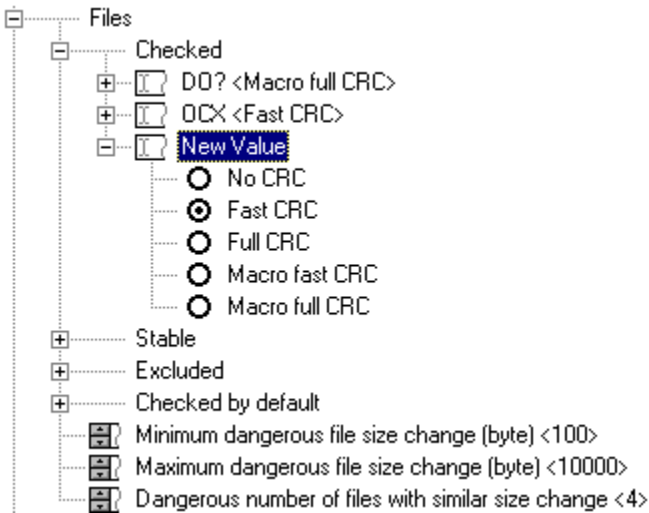 Files
Checked
DO? <Macro full CRC>
OCX <Fast CRC>
New Value
No CRC
Fast CRC
Full CRC
Macro fast CRC
Macro full CRC
Stable
Excluded
Checked by default
Minimum dangerous file size change (byte) <100>
Maximum dangerous file size change (byte) <10000>
Dangerous number of files with similar size change <4>